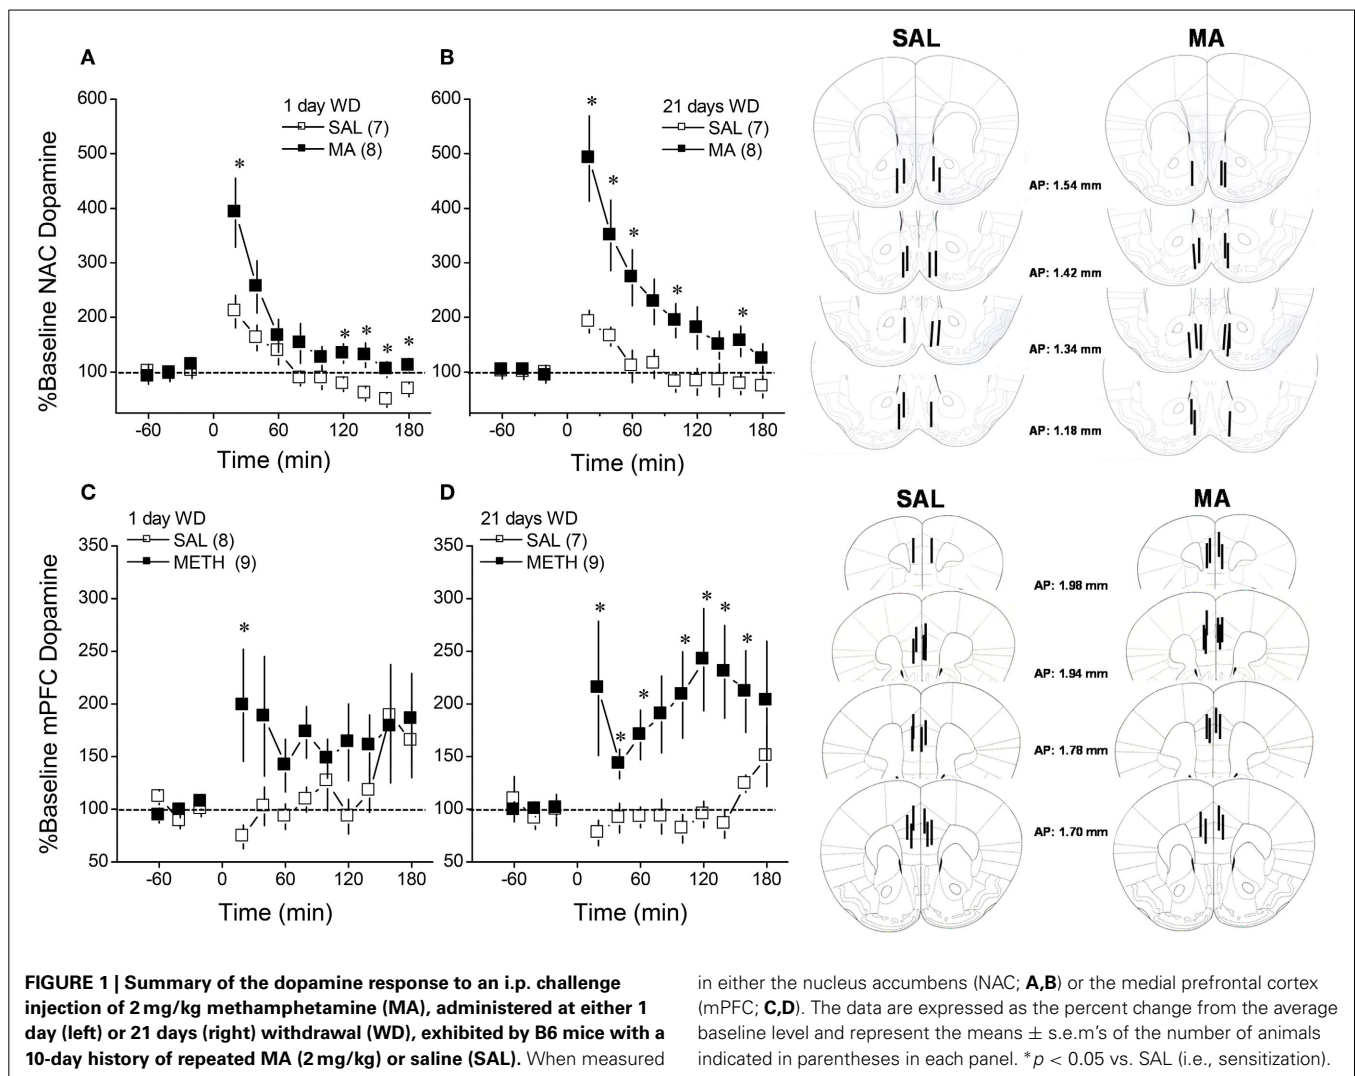 A
600
500
400
300
200
100
%Baseline NAC Dopamine
1 day WD
SAL (7)
MA (8)
*
* * * *
-60 0 60 120 180
Time (min)
B
600
500
400
300
200
100
21 days WD
SAL (7)
MA (8)
* * * * *
-60 0 60 120 180
Time (min)
SAL MA
AP: 1.54 mm
AP: 1.42 mm
AP: 1.34 mm
AP: 1.18 mm
C
1 day WD
SAL (8)
METH (9)
350
300
250
200
150
100
50
%Baseline mPFC Dopamine
*
-60 0 60 120 180
Time (min)
D
21 days WD
SAL (7)
METH (9)
350
300
250
200
150
100
50
* * * * * * *
-60 0 60 120 180
Time (min)
SAL MA
AP: 1.98 mm
AP: 1.94 mm
AP: 1.78 mm
AP: 1.70 mm
FIGURE 1 | Summary of the dopamine response to an i.p. challenge
injection of 2 mg/kg methamphetamine (MA), administered at either 1
day (left) or 21 days (right) withdrawal (WD), exhibited by B6 mice with a
10-day history of repeated MA (2 mg/kg) or saline (SAL). When measured
in either the nucleus accumbens (NAC; A,B) or the medial prefrontal cortex
(mPFC; C,D). The data are expressed as the percent change from the average
baseline level and represent the means ± s.e.m's of the number of animals
indicated in parentheses in each panel. *p < 0.05 vs. SAL (i.e., sensitization).